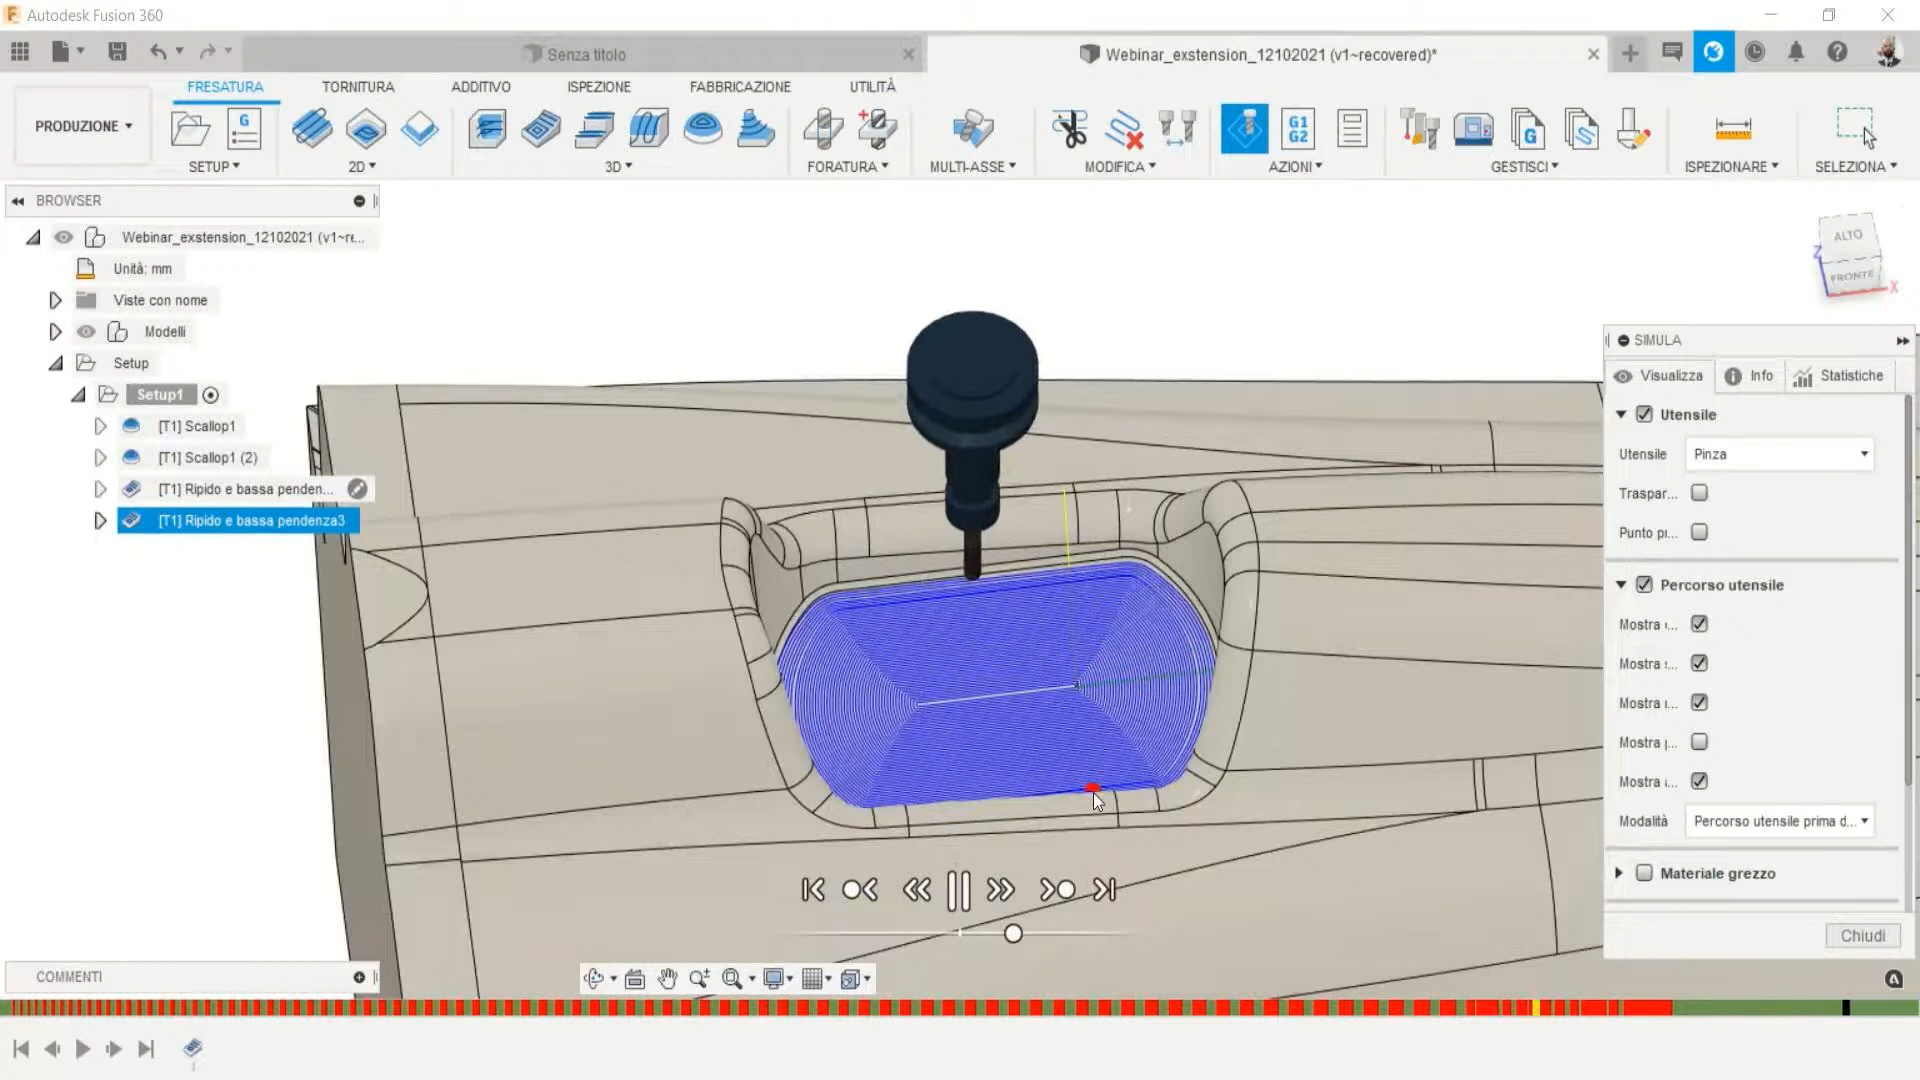 Autodesk Fusion 360
Senza titolo
Webinar_exstension_12102021 (v1~recovered)*
FRESATURA TORNITURA ADDITIVO ISPEZIONE FABBRICAZIONE UTILITÀ
PRODUZIONE
G
G1
G2
G
SETUP 2D 3D FORATURA MULTI-ASSE MODIFICA AZIONI GESTISCI ISPEZIONARE SELEZIONA
BROWSER
Webinar_exstension_12102021 (v1~re...
Unità: mm
Viste con nome
Modelli
Setup
Setup1
[T1] Scallop1
[T1] Scallop1 (2)
[T1] Ripido e bassa penden...
[T1] Ripido e bassa pendenza3
ALTO
Z
FRONTE
X
SIMULA
Visualizza Info Statistiche
Utensile
Utensile Pinza
Traspar...
Punto pr...
Percorso utensile
Mostra
Mostra
Mostra
Mostra
Mostra
Modalità Percorso utensile prima d...
Materiale grezzo
Chiudi
COMMENTI